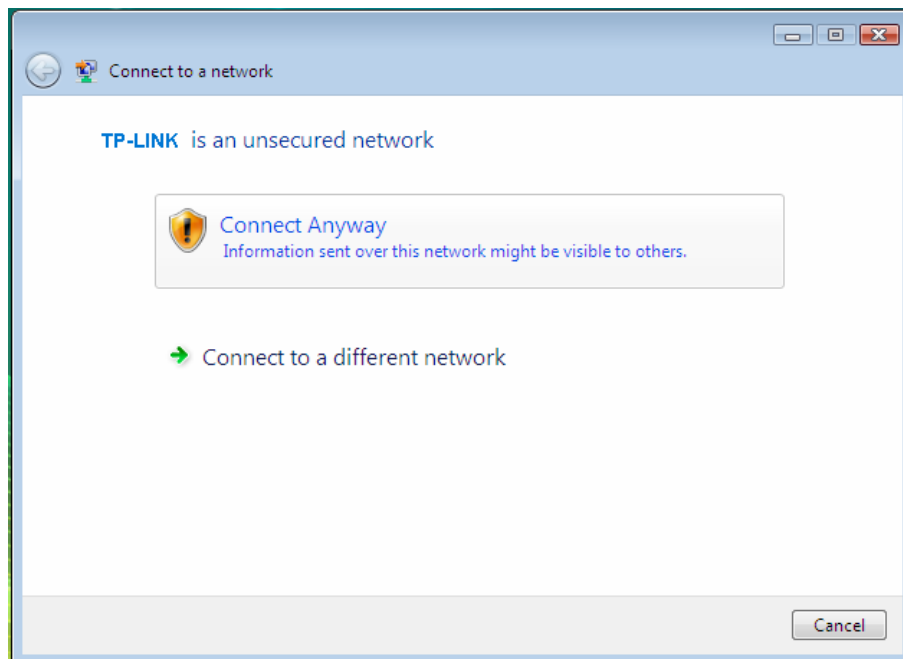 Connect to a network
TP-LINK is an unsecured network
Connect Anyway
Information sent over this network might be visible to others.
Connect to a different network
Cancel